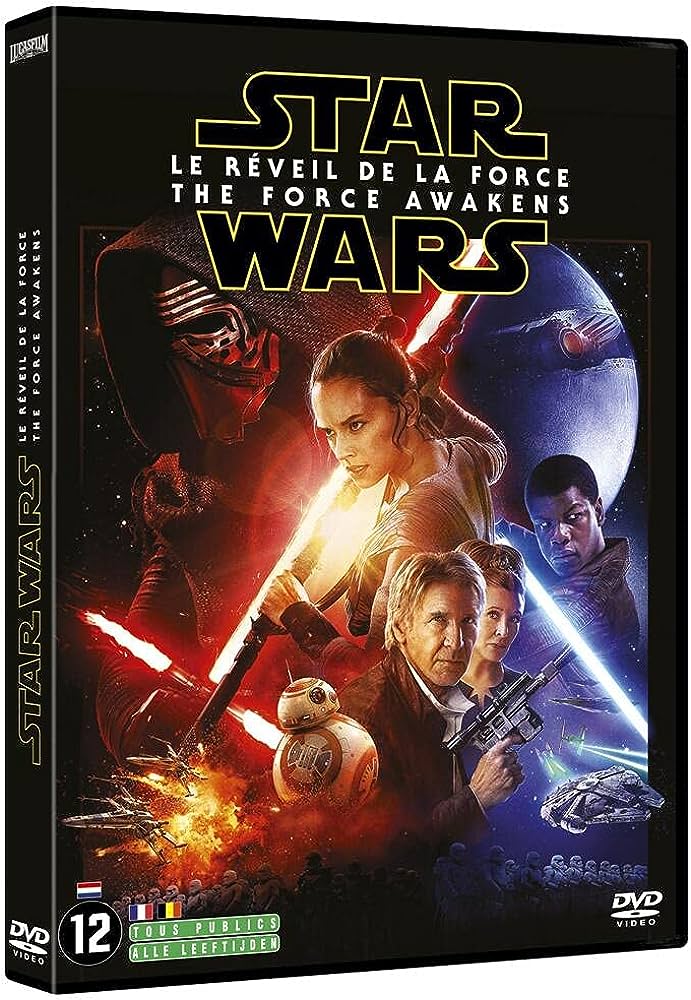 LUCASFILM
LE RÉVEIL DE LA FORCE
THE FORCE AWAKENS
STAR WARS
DVD
VIDEO
STAR
LE RÉVEIL DE LA FORCE
THE FORCE AWAKENS
WARS
12
TOUS PUBLICS
ALLE LEEFTIJDEN
DVD
VIDEO